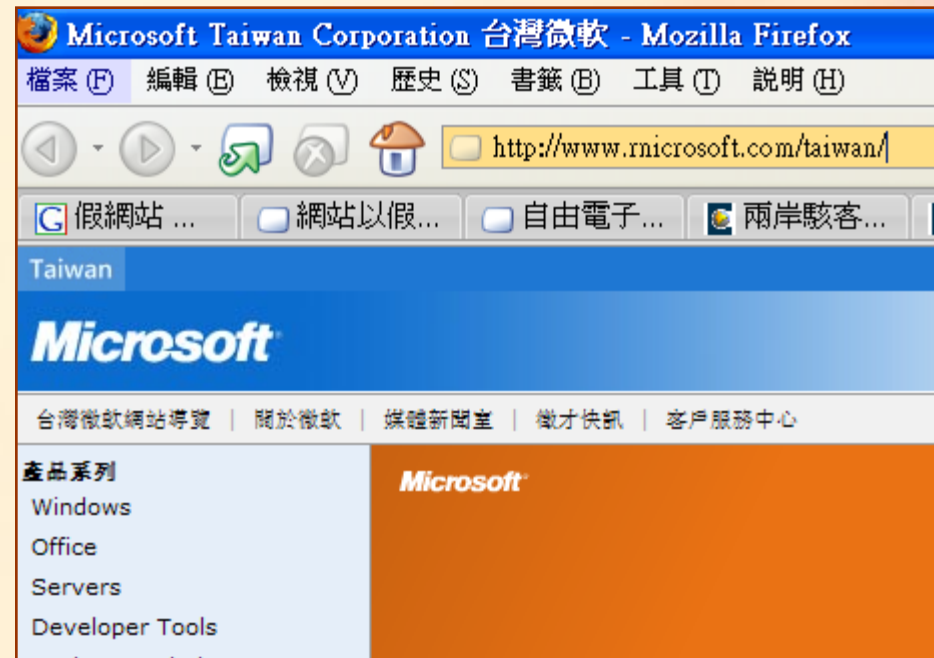 Microsoft Taiwan Corporation 台灣微軟 - Mozilla Firefox
檔案(F) 編輯(E) 檢視(V) 歷史(S) 書籤(B) 工具(T) 說明(H)
http://www.rnicrosoft.com/taiwan/
假網站 ... 網站以假... 自由電子... 兩岸駭客...
Taiwan
Microsoft
台灣微軟網站導覽 | 關於微軟 | 媒體新聞室 | 徵才快訊 | 客戶服務中心
產品系列
Windows
Microsoft
Office
Servers
Developer Tools